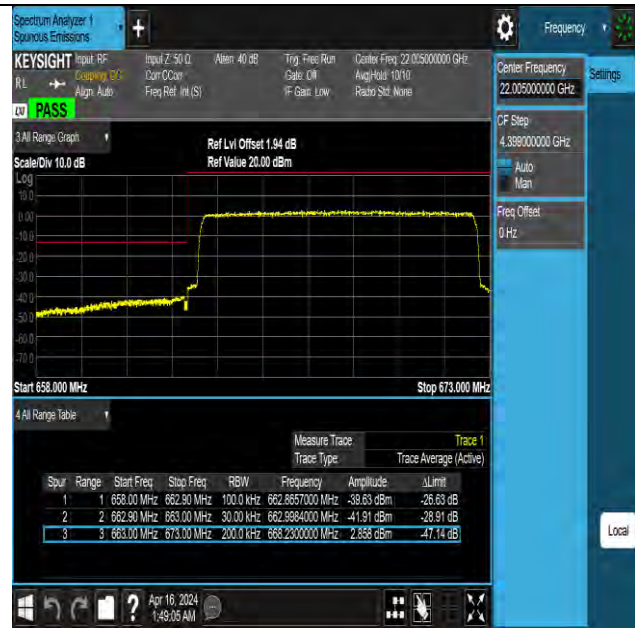 Spectrum Analyzer 1
Spurious Emissions
+
Frequency
KEYSIGHT Input: RF Input Z: 50 Ω Atten: 40 dB Trig: Free Run Center Freq: 22.005000000 GHz
RL Coupling: DC Corr CCorr Gate: Off Avg|Hold: 10/10
Align: Auto Freq Ref: Int (S) IF Gain: Low Radio Std: None
PASS
Center Frequency
22.005000000 GHz
Settings
CF Step
4.399000000 GHz
Auto
Man
Freq Offset
0 Hz
3 All Range Graph
Ref Lvl Offset 1.94 dB
Scale/Div 10.0 dB Ref Value 20.00 dBm
Log
10.0
0.00
-10.0
-20.0
-30.0
-40.0
-50.0
-60.0
-70.0
Start 658.000 MHz Stop 673.000 MHz
4 All Range Table
Measure Trace Trace 1
Trace Type Trace Average (Active)
Spur Range Start Freq Stop Freq RBW Frequency Amplitude ΔLimit
1 1 658.00 MHz 662.90 MHz 100.0 kHz 662.8657000 MHz -39.63 dBm -26.63 dB
2 2 662.90 MHz 663.00 MHz 30.00 kHz 662.9984000 MHz -41.91 dBm -28.91 dB
3 3 663.00 MHz 673.00 MHz 200.0 kHz 668.2300000 MHz 2.858 dBm -47.14 dB
Local
? Apr 16, 2024
1:49:05 AM